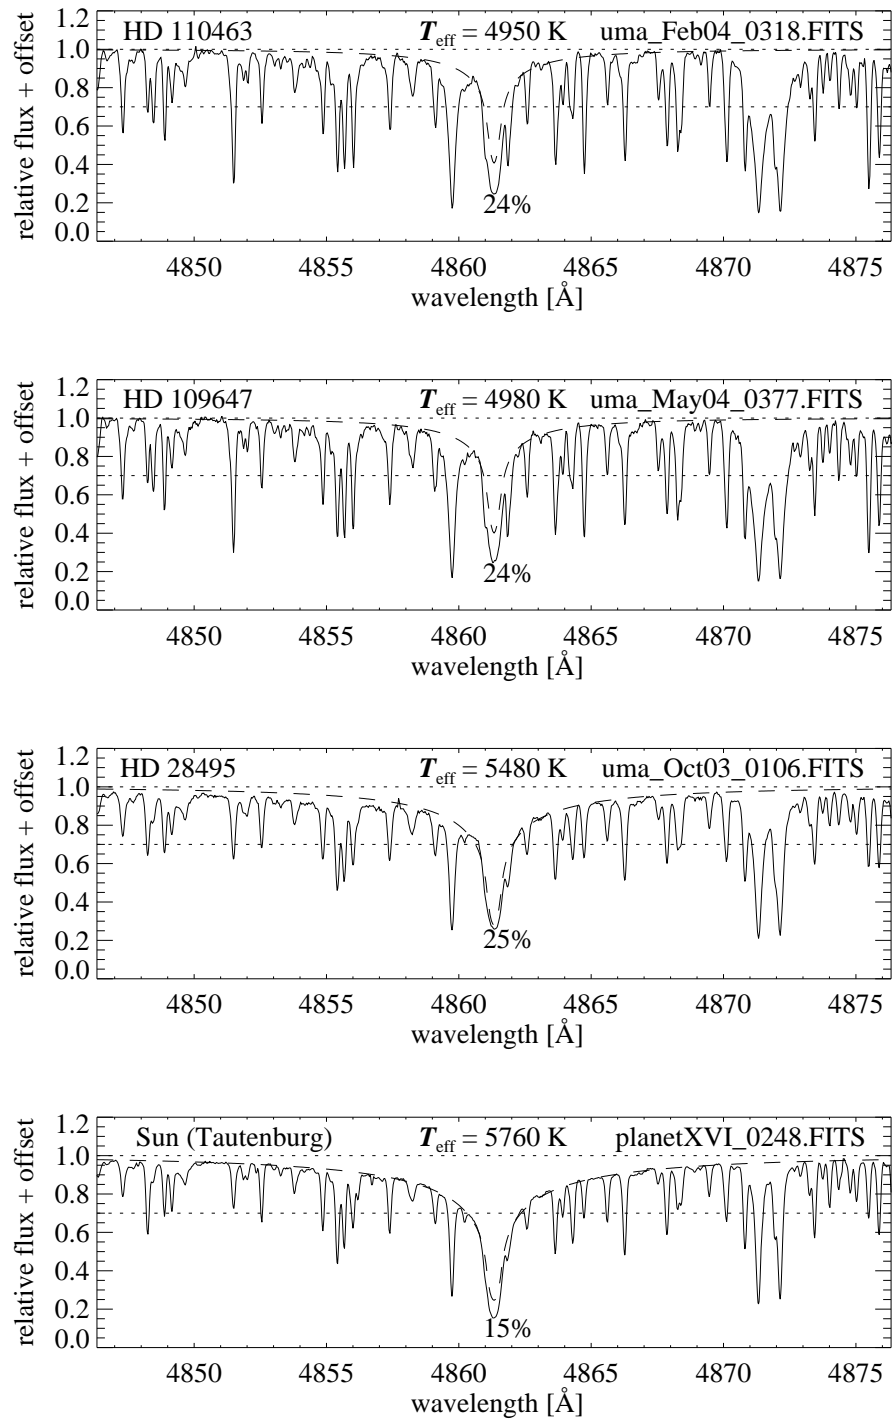 HD 110463 T_eff = 4950 K uma_Feb04_0318.FITS
1.2
1.0
0.8
0.6
0.4
0.2
0.0
relative flux + offset
24%
4850 4855 4860 4865 4870 4875
wavelength [Å]
HD 109647 T_eff = 4980 K uma_May04_0377.FITS
1.2
1.0
0.8
0.6
0.4
0.2
0.0
relative flux + offset
24%
4850 4855 4860 4865 4870 4875
wavelength [Å]
HD 28495 T_eff = 5480 K uma_Oct03_0106.FITS
1.2
1.0
0.8
0.6
0.4
0.2
0.0
relative flux + offset
25%
4850 4855 4860 4865 4870 4875
wavelength [Å]
Sun (Tautenburg) T_eff = 5760 K planetXVI_0248.FITS
1.2
1.0
0.8
0.6
0.4
0.2
0.0
relative flux + offset
15%
4850 4855 4860 4865 4870 4875
wavelength [Å]